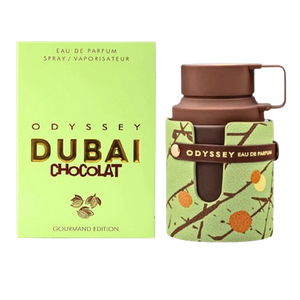 EAU DE PARFUM
SPRAY / VAPORISATEUR
ODYSSEY
DUBAI
CHOCOLAT
GOURMAND EDITION
ODYSSEY EAU DE PARFUM